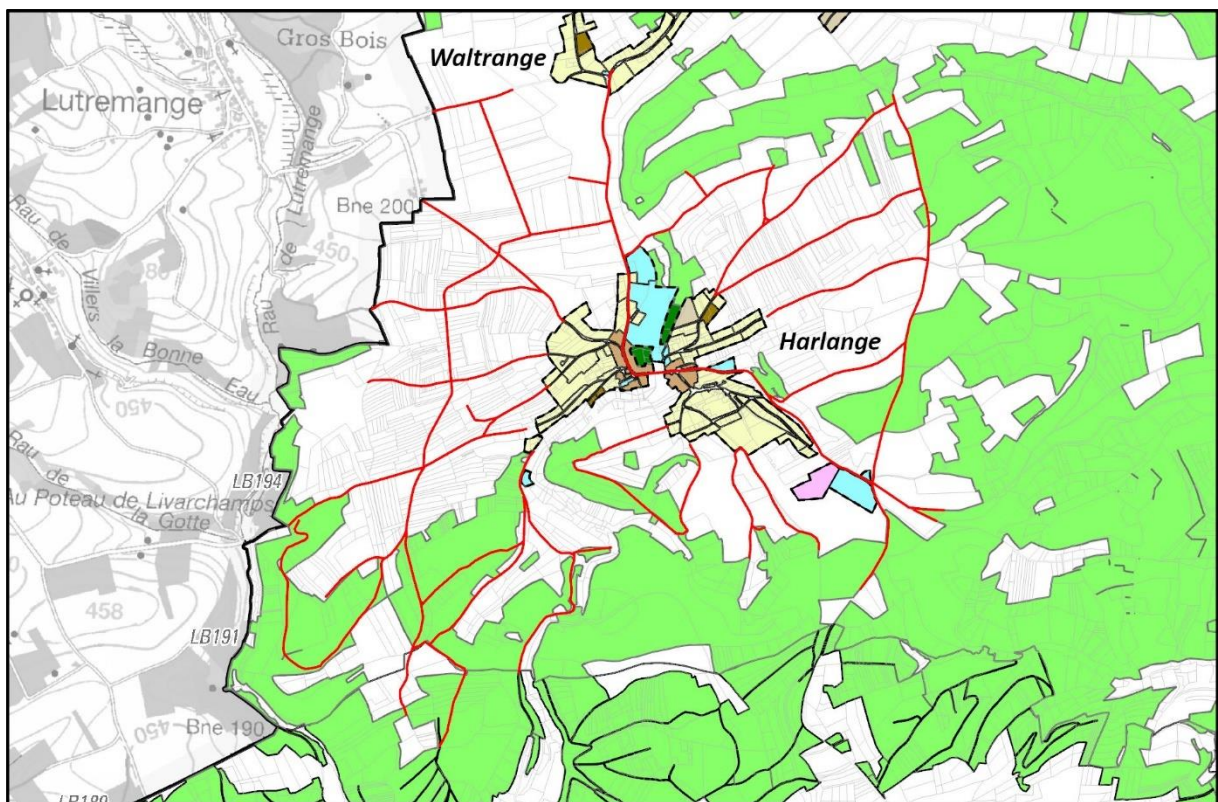 Gros Bois
Waltrange
Lutremange
Rau de Lutremange
Bne 200
450
Rau de
Villers la Bonne Eau
Harlange
450
450
Rau de la Gotte
LB194
Au Poteau de Livarchamps
458
LB191
Bne 190
450
LB189